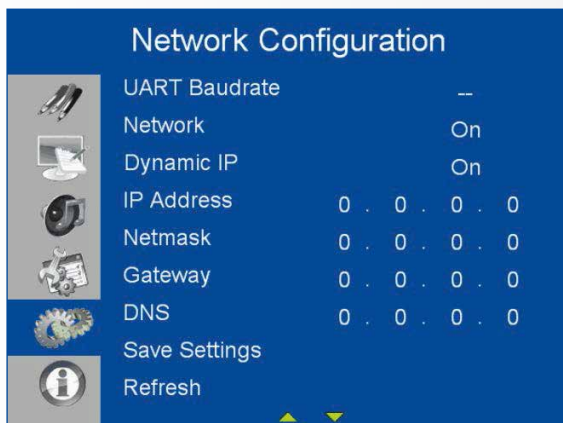 Network Configuration
UART Baudrate --
Network On
Dynamic IP On
IP Address 0 . 0 . 0 . 0
Netmask 0 . 0 . 0 . 0
Gateway 0 . 0 . 0 . 0
DNS 0 . 0 . 0 . 0
Save Settings
Refresh